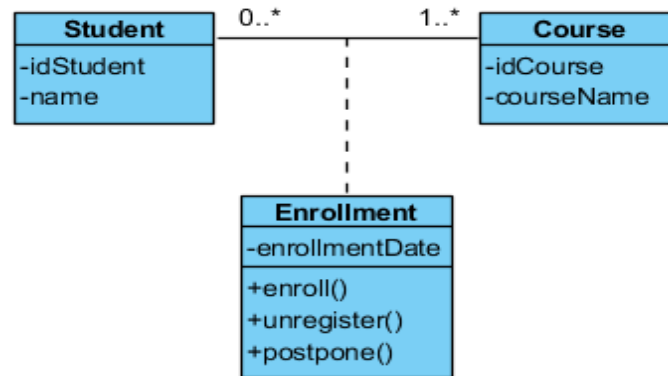 Student
-idStudent
-name
0..*
1..*
Course
-idCourse
-courseName
Enrollment
-enrollmentDate
+enroll()
+unregister()
+postpone()